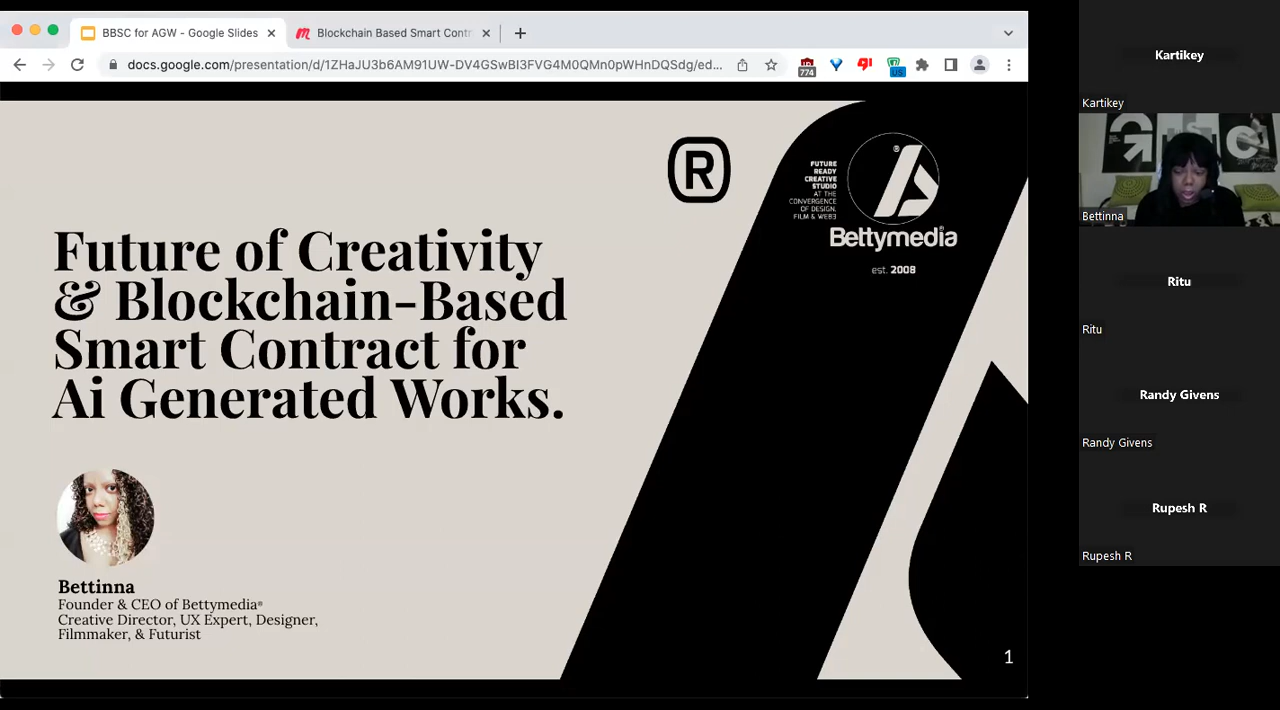 BBSC for AGW - Google Slides
Blockchain Based Smart Contr
docs.google.com/presentation/d/1ZHaJU3b6AM91UW-DV4GSwBI3FVG4M0QMn0pWHnDQSdg/ed...
774
US
®
FUTURE
READY
CREATIVE
STUDIO
AT THE
CONVERGENCE
OF DESIGN,
FILM & WEB3
®
Bettymedia®
est. 2008
Future of Creativity
& Blockchain-Based
Smart Contract for
Ai Generated Works.
Bettinna
Founder & CEO of Bettymedia®
Creative Director, UX Expert, Designer,
Filmmaker, & Futurist
1
Kartikey
Kartikey
Bettinna
Ritu
Ritu
Randy Givens
Randy Givens
Rupesh R
Rupesh R